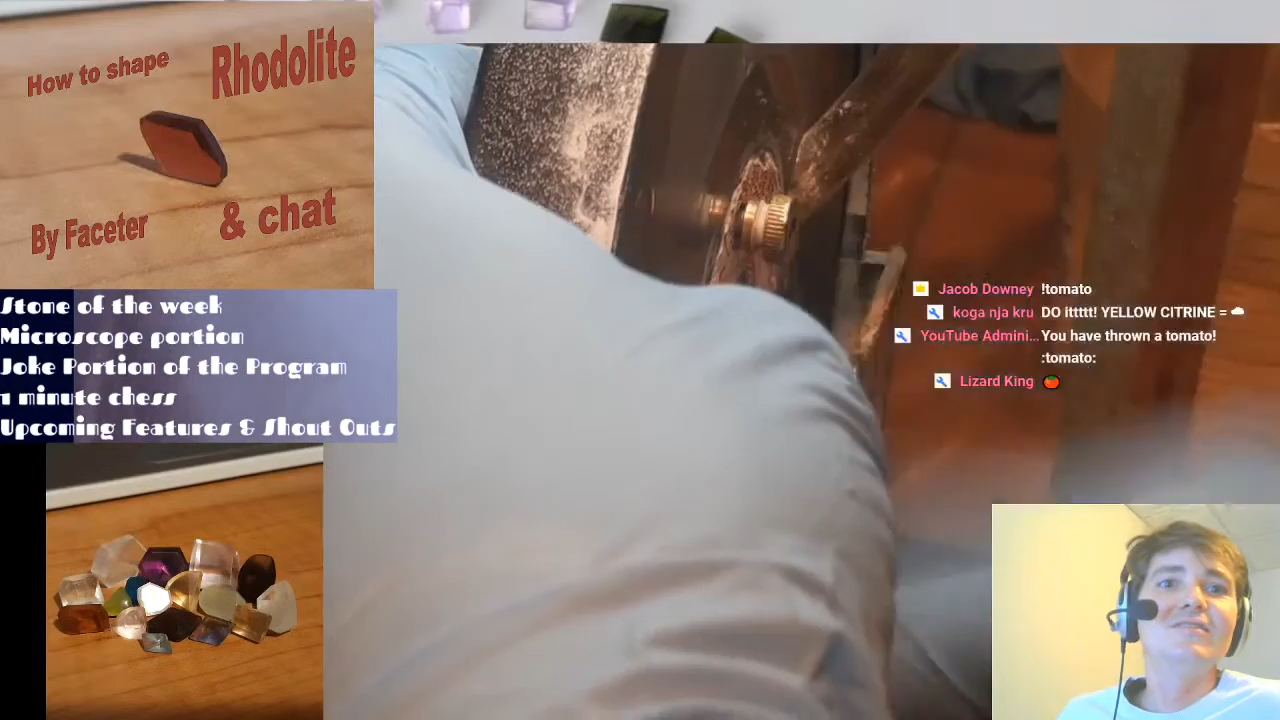 How to shape
Rhodolite
By Faceter
& chat
Stone of the week
Microscope portion
Joke Portion of the Program
1 minute chess
Upcoming Features & Shout Outs
Jacob Downey !tomato
koga nja kru DO ittttt! YELLOW CITRINE =
YouTube Admini... You have thrown a tomato!
:tomato:
Lizard King